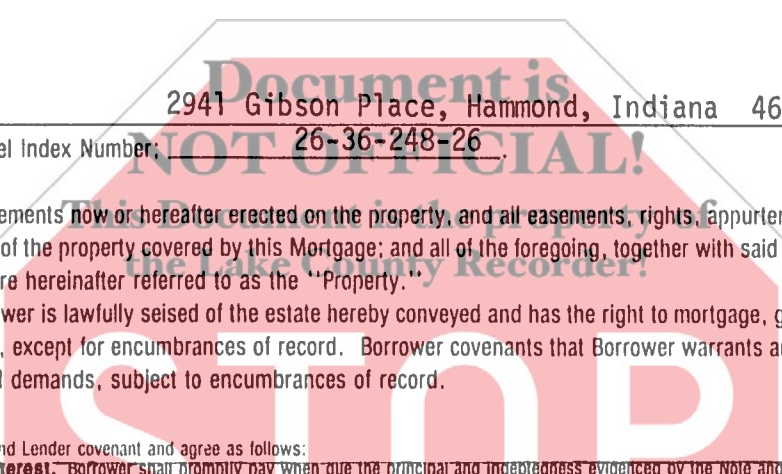 Document is
2941 Gibson Place, Hammond, Indiana 46
el Index Number: 26-36-248-26 .
NOT OFFICIAL!
ements now or hereafter erected on the property, and all easements, rights, appurten
This Document is the property of
of the property covered by this Mortgage; and all of the foregoing, together with said
the Lake County Recorder!
re hereinafter referred to as the "Property."
wer is lawfully seised of the estate hereby conveyed and has the right to mortgage, g
, except for encumbrances of record. Borrower covenants that Borrower warrants a
l demands, subject to encumbrances of record.
STOP
nd Lender covenant and agree as follows:
erest. Borrower shall promptly pay when due the principal and indebtedness evidenced by the Note and